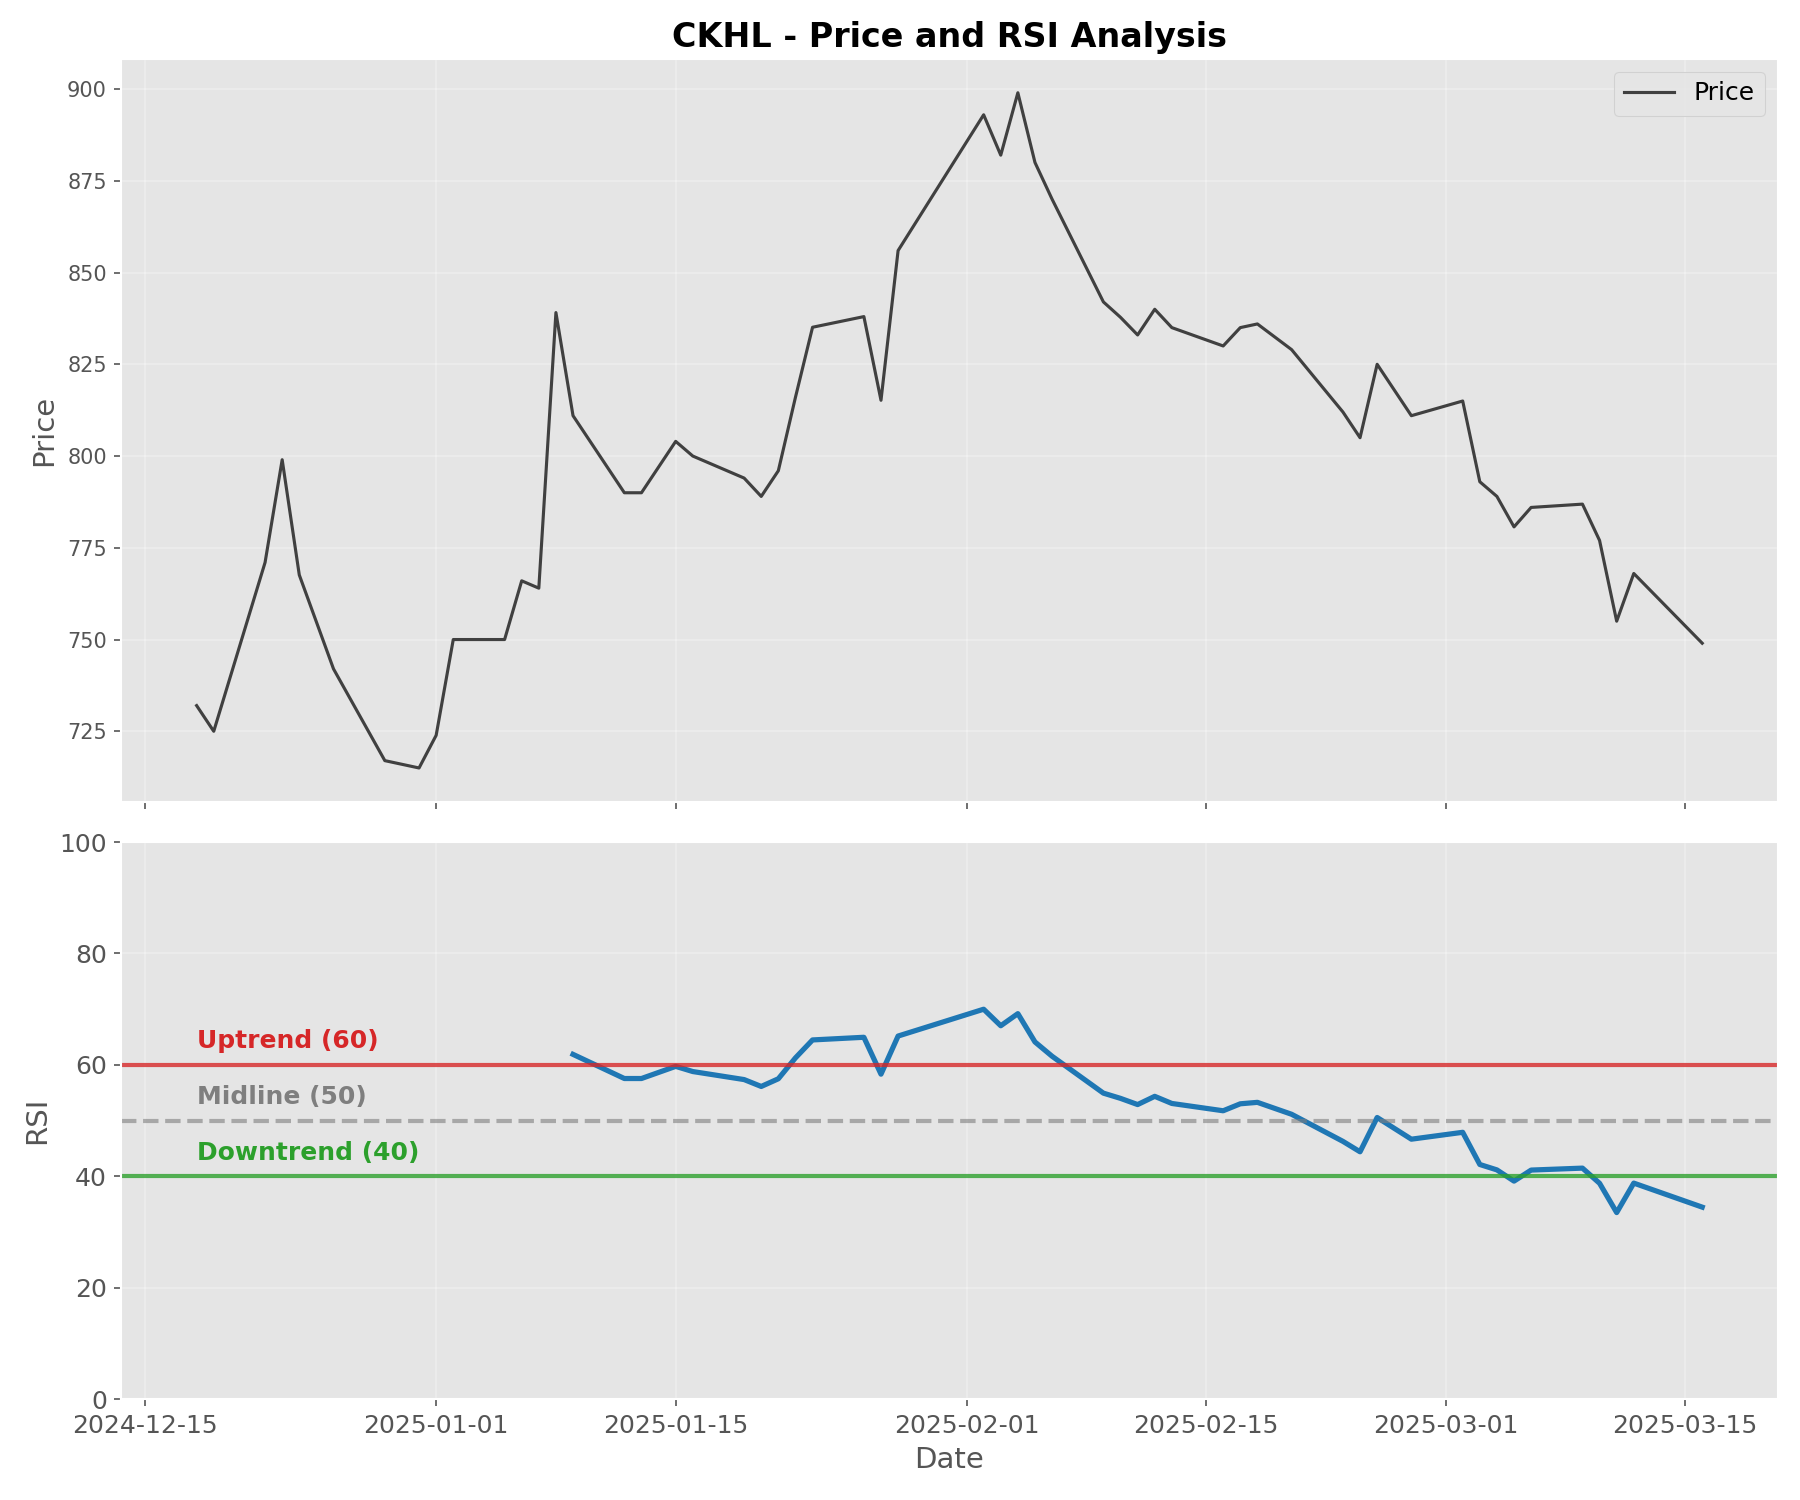 CKHL - Price and RSI Analysis
Price
900
875
850
825
800
775
750
725
Price
100
80
60
40
20
0
RSI
Uptrend (60)
Midline (50)
Downtrend (40)
2024-12-15
2025-01-01
2025-01-15
2025-02-01
2025-02-15
2025-03-01
2025-03-15
Date